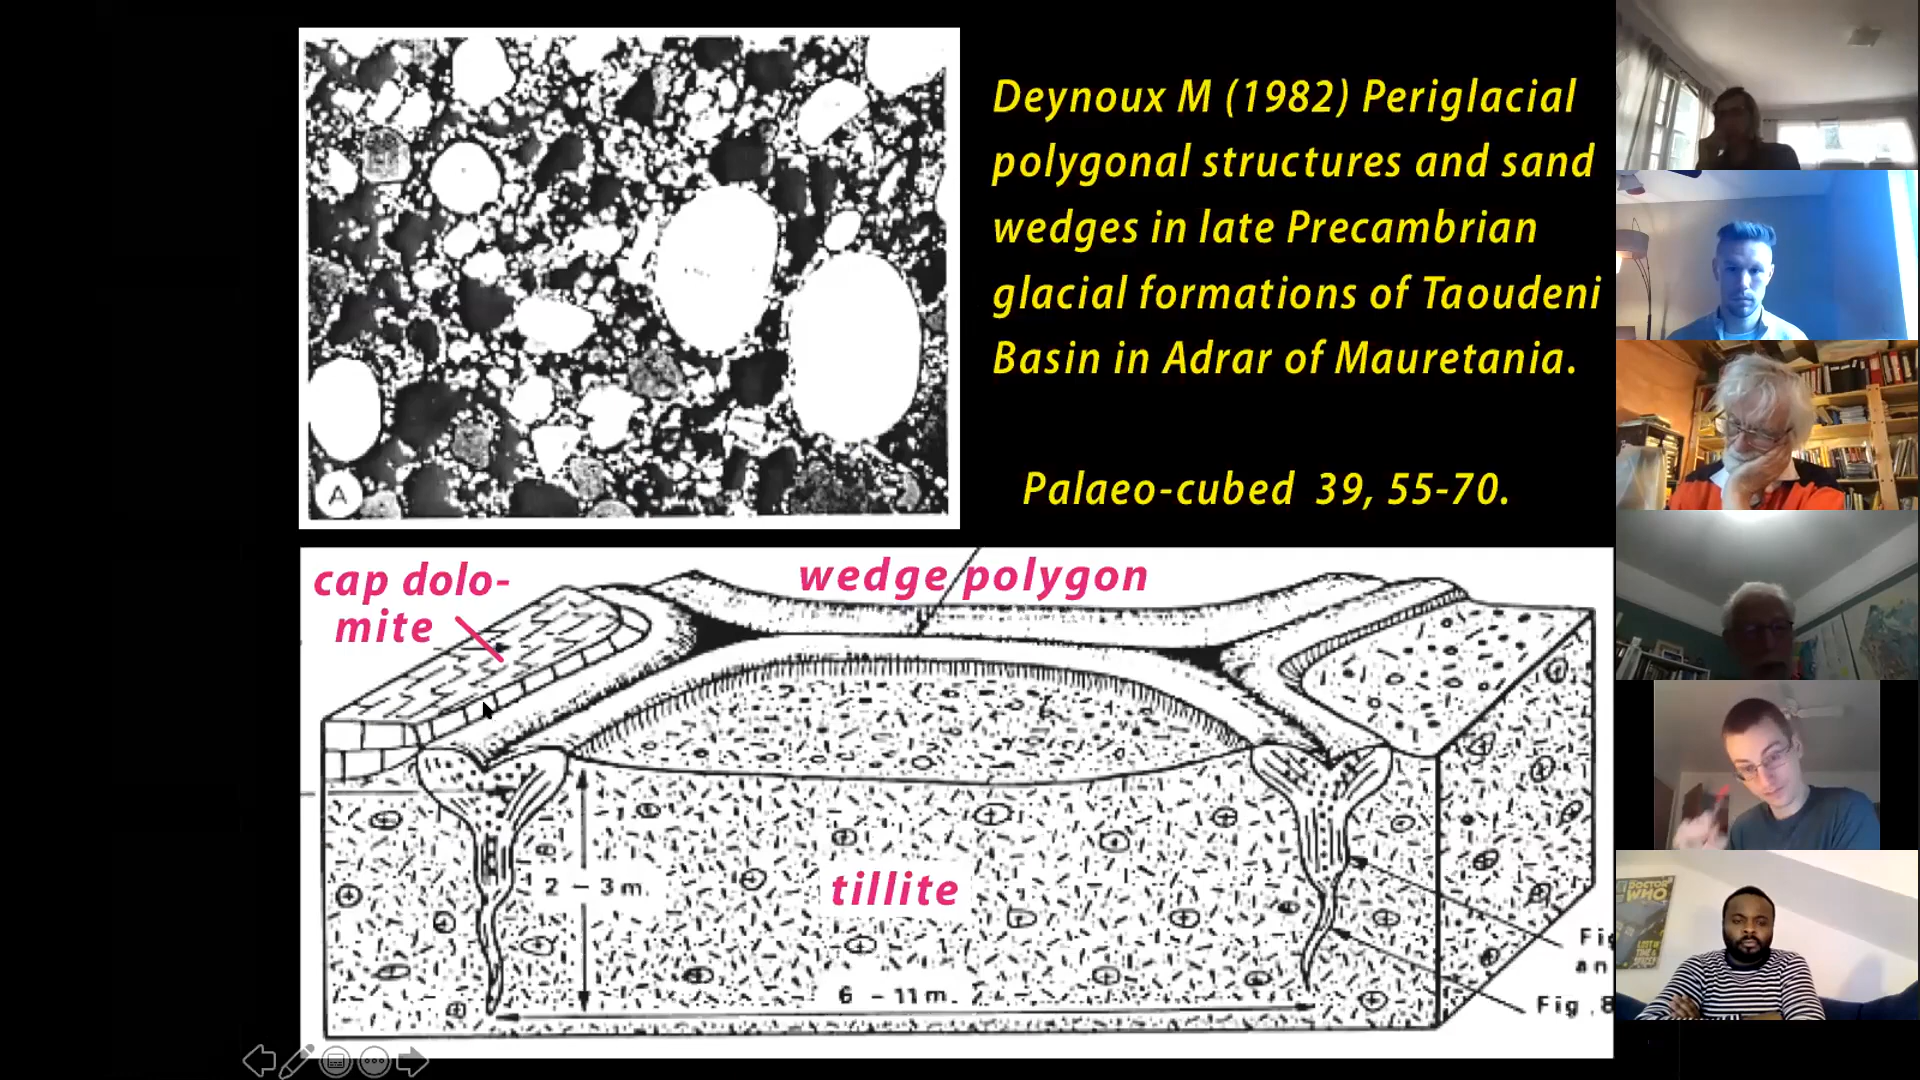 Deynoux M (1982) Periglacial
polygonal structures and sand
wedges in late Precambrian
glacial formations of Taoudeni
Basin in Adrar of Mauretania.
Palaeo-cubed 39, 55-70.
A
cap dolo-
mite
wedge polygon
2 – 3 m.
tillite
6 – 11 m.
Fig
an
Fig. 8
DOCTOR
WHO